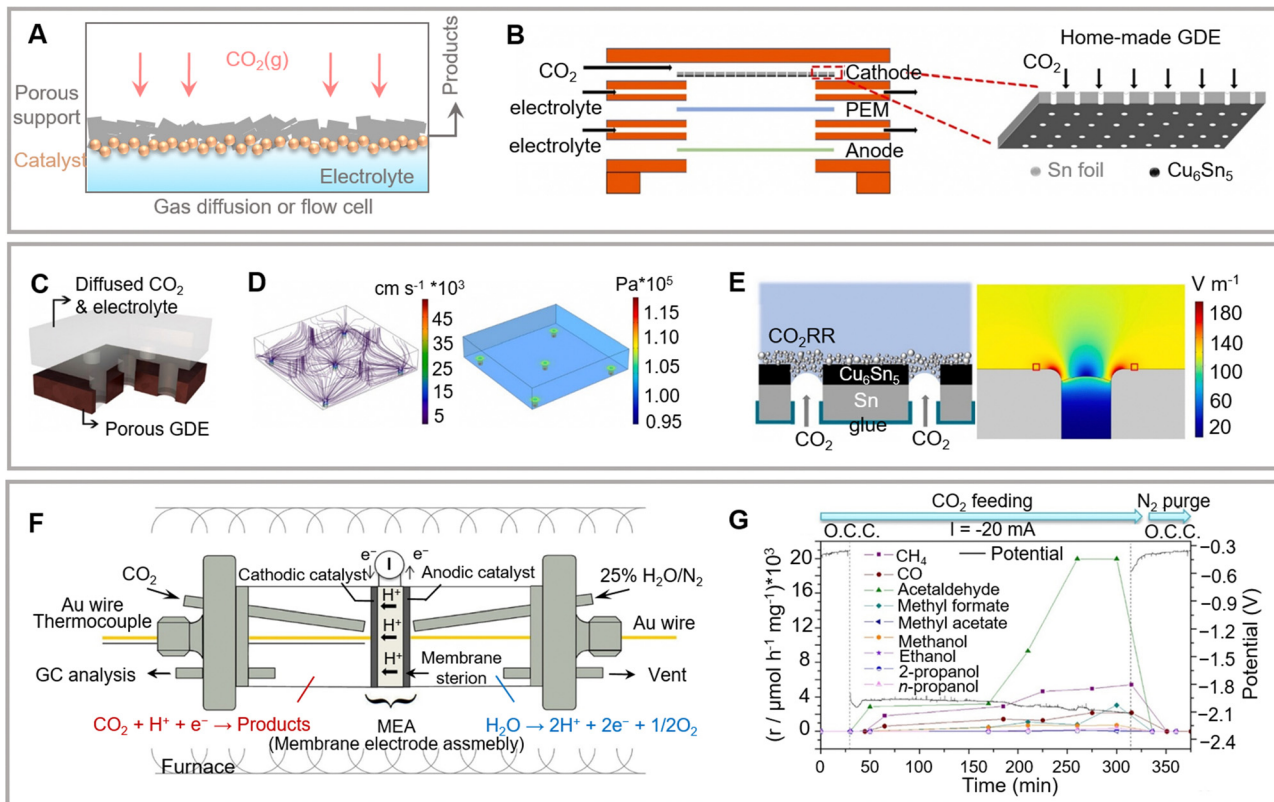 A
CO₂(g)
Products
Porous
support
Catalyst
Electrolyte
Gas diffusion or flow cell
B
Home-made GDE
CO₂
Cathode
CO₂
electrolyte
PEM
electrolyte
Anode
Sn foil
Cu₆Sn₅
C
Diffused CO₂
& electrolyte
Porous GDE
D
cm s⁻¹ *10³
45
35
25
15
5
Pa*10⁵
1.15
1.10
1.05
1.00
0.95
E
CO₂RR
Cu₆Sn₅
Sn
glue
CO₂
CO₂
V m⁻¹
180
140
100
60
20
F
e⁻
I
e⁻
CO₂
Cathodic catalyst
Anodic catalyst
25% H₂O/N₂
Au wire
Thermocouple
H⁺
H⁺
H⁺
Au wire
GC analysis
Membrane
sterion
Vent
CO₂ + H⁺ + e⁻ → Products
MEA
(Membrane electrode assmebly)
H₂O → 2H⁺ + 2e⁻ + 1/2O₂
Furnace
G
CO₂ feeding
N₂ purge
O.C.C.
I = -20 mA
O.C.C.
CH₄
Potential
CO
Acetaldehyde
Methyl formate
Methyl acetate
Methanol
Ethanol
2-propanol
n-propanol
(r / μmol h⁻¹ mg⁻¹)*10³
20
16
12
8
4
0
Potential (V)
−0.3
−0.6
−0.9
−1.2
−1.5
−1.8
−2.1
−2.4
0
50
100
150
200
250
300
350
Time (min)